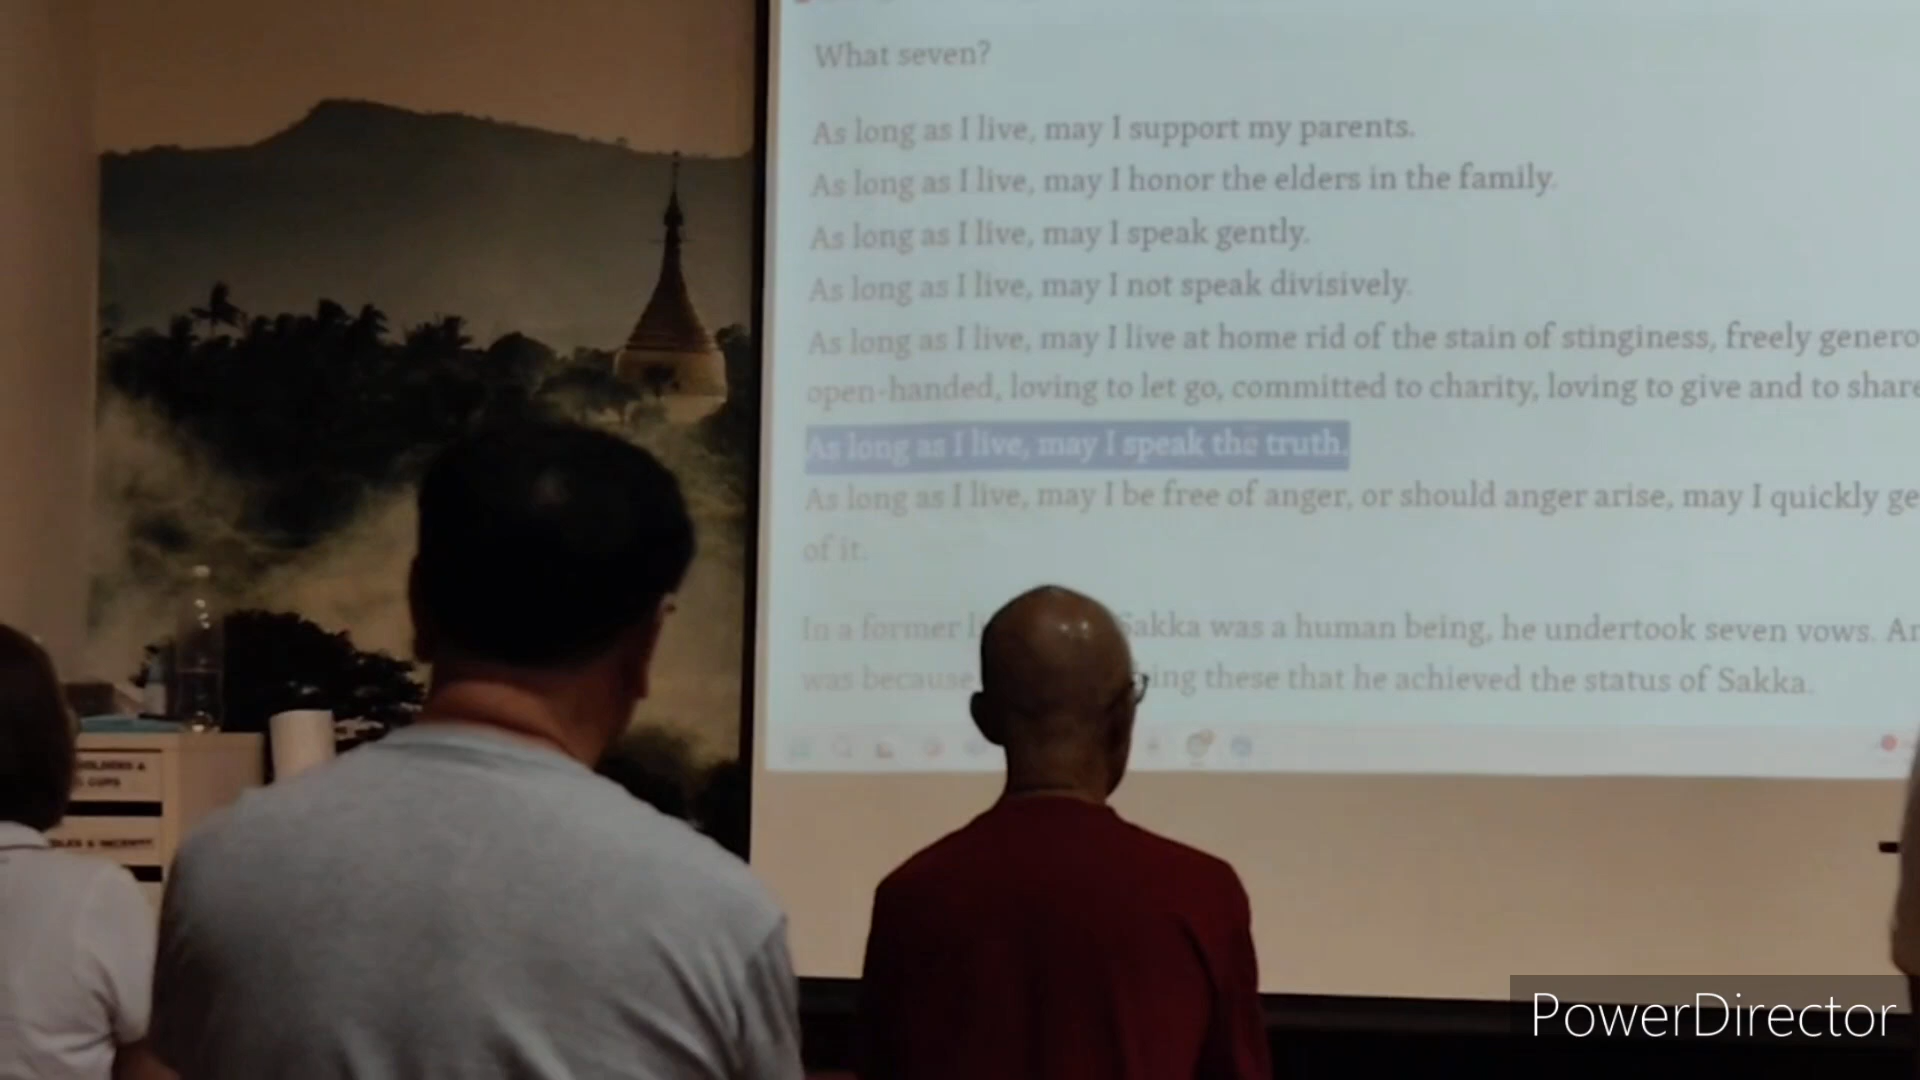 What seven?
As long as I live, may I support my parents.
As long as I live, may I honor the elders in the family.
As long as I live, may I speak gently.
As long as I live, may I not speak divisively.
As long as I live, may I live at home rid of the stain of stinginess, freely genero
open-handed, loving to let go, committed to charity, loving to give and to share
As long as I live, may I speak the truth.
As long as I live, may I be free of anger, or should anger arise, may I quickly ge
of it.
In a former Sakka was a human being, he undertook seven vows. An
was because ing these that he achieved the status of Sakka.
CUPS
PowerDirector